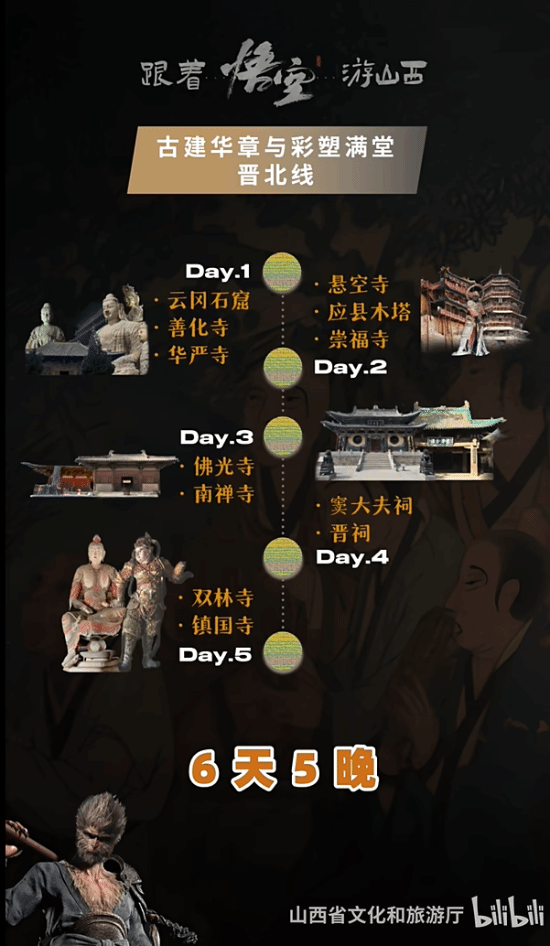 跟着悟空游山西
古建华章与彩塑满堂
晋北线
Day.1
· 云冈石窟
· 善化寺
· 华严寺
· 悬空寺
· 应县木塔
· 崇福寺
Day.2
Day.3
· 佛光寺
· 南禅寺
· 窦大夫祠
· 晋祠
Day.4
· 双林寺
· 镇国寺
Day.5
6天5晚
山西省文化和旅游厅 bilibili